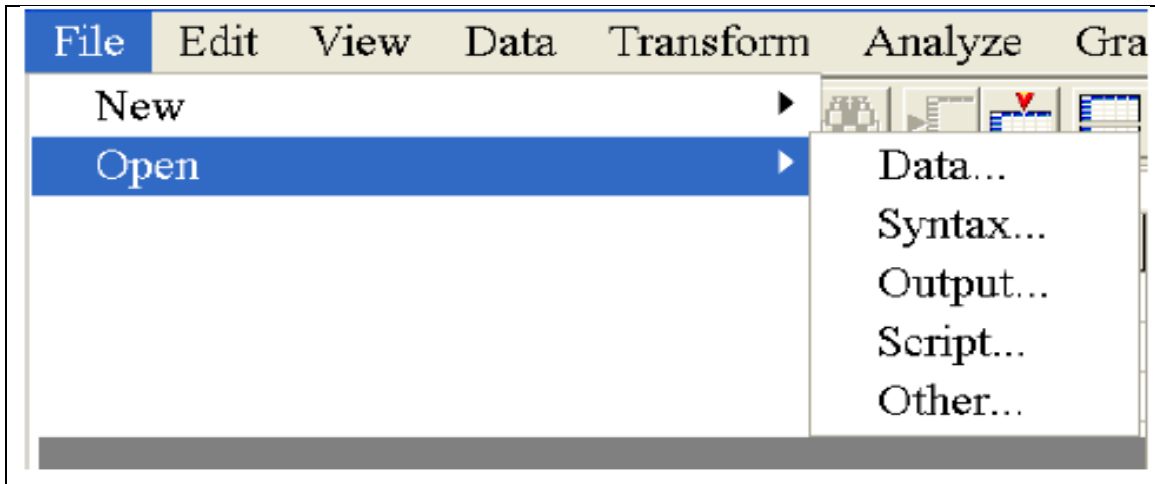 File Edit View Data Transform Analyze Gra
New
Open
Data...
Syntax...
Output...
Script...
Other...